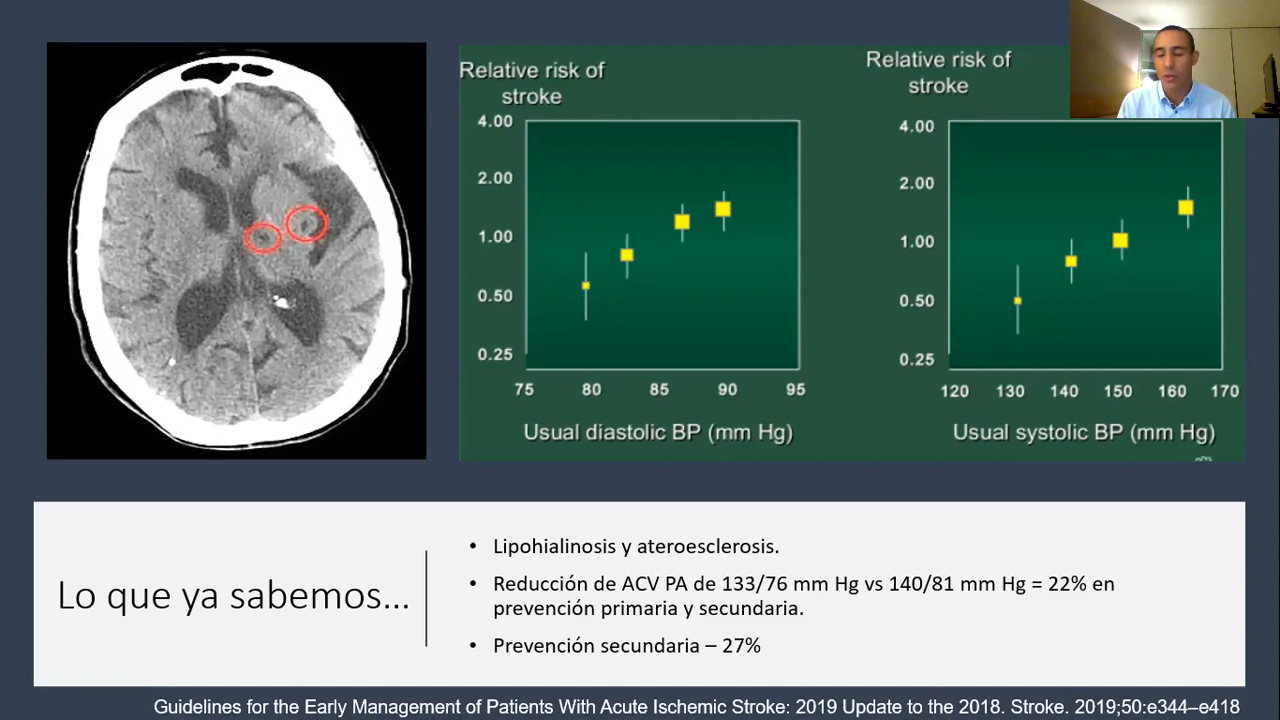 Relative risk of
stroke
4.00
2.00
1.00
0.50
0.25
75 80 85 90 95
Usual diastolic BP (mm Hg)
Relative risk of
stroke
4.00
2.00
1.00
0.50
0.25
120 130 140 150 160 170
Usual systolic BP (mm Hg)
Lo que ya sabemos...
• Lipohialinosis y ateroesclerosis.
• Reducción de ACV PA de 133/76 mm Hg vs 140/81 mm Hg = 22% en
prevención primaria y secundaria.
• Prevención secundaria – 27%
Guidelines for the Early Management of Patients With Acute Ischemic Stroke: 2019 Update to the 2018. Stroke. 2019;50:e344–e418